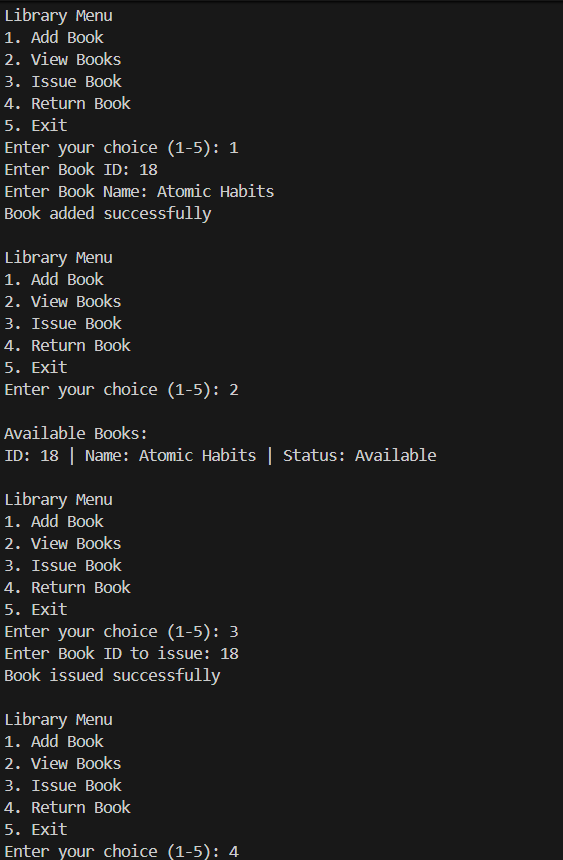 Library Menu
1. Add Book
2. View Books
3. Issue Book
4. Return Book
5. Exit
Enter your choice (1-5): 1
Enter Book ID: 18
Enter Book Name: Atomic Habits
Book added successfully

Library Menu
1. Add Book
2. View Books
3. Issue Book
4. Return Book
5. Exit
Enter your choice (1-5): 2

Available Books:
ID: 18 | Name: Atomic Habits | Status: Available

Library Menu
1. Add Book
2. View Books
3. Issue Book
4. Return Book
5. Exit
Enter your choice (1-5): 3
Enter Book ID to issue: 18
Book issued successfully

Library Menu
1. Add Book
2. View Books
3. Issue Book
4. Return Book
5. Exit
Enter your choice (1-5): 4